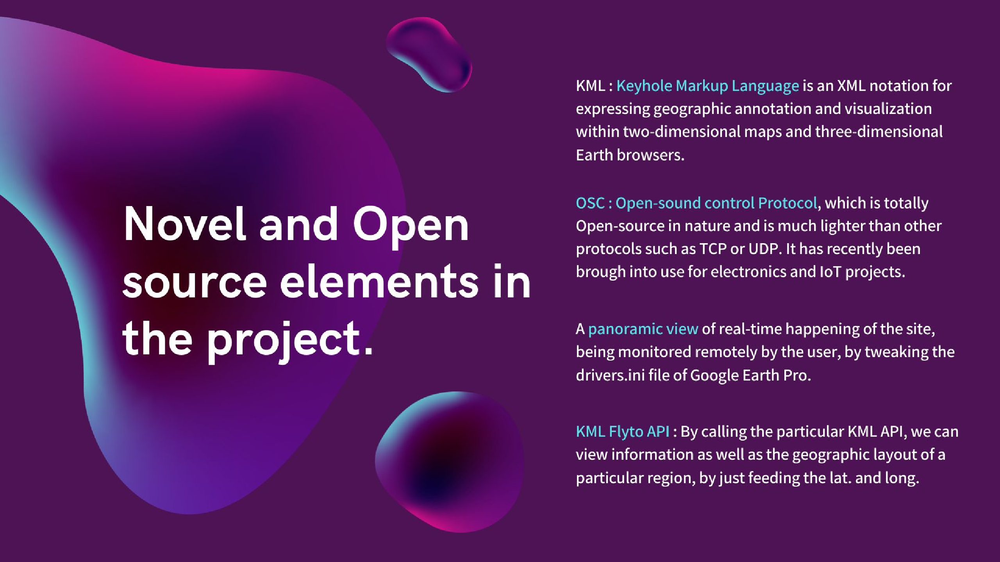 Novel and Open
source elements in
the project.
KML : Keyhole Markup Language is an XML notation for
expressing geographic annotation and visualization
within two-dimensional maps and three-dimensional
Earth browsers.
OSC : Open-sound control Protocol, which is totally
Open-source in nature and is much lighter than other
protocols such as TCP or UDP. It has recently been
brough into use for electronics and IoT projects.
A panoramic view of real-time happening of the site,
being monitored remotely by the user, by tweaking the
drivers.ini file of Google Earth Pro.
KML Flyto API : By calling the particular KML API, we can
view information as well as the geographic layout of a
particular region, by just feeding the lat. and long.